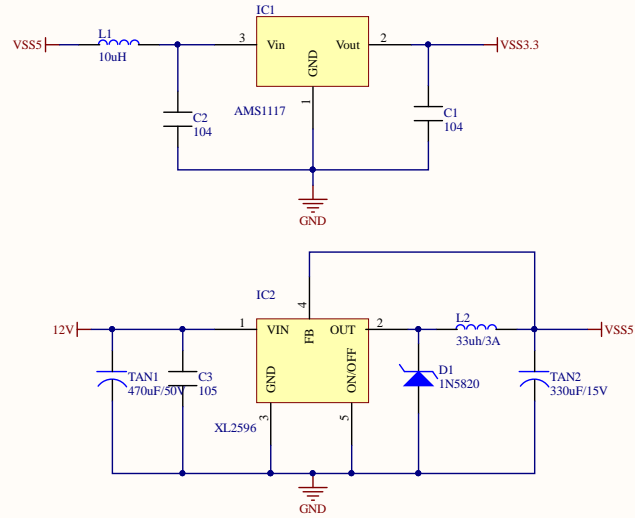 IC1
L1
VSS5
10uH
3
Vin
Vout
2
VSS3.3
GND
1
AMS1117
C2
104
C1
104
GND
IC2
4
12V
1
VIN
FB
OUT
2
L2
33uh/3A
VSS5
TAN1
470uF/50V
C3
105
GND
ON/OFF
D1
1N5820
TAN2
330uF/15V
XL2596
3
5
GND